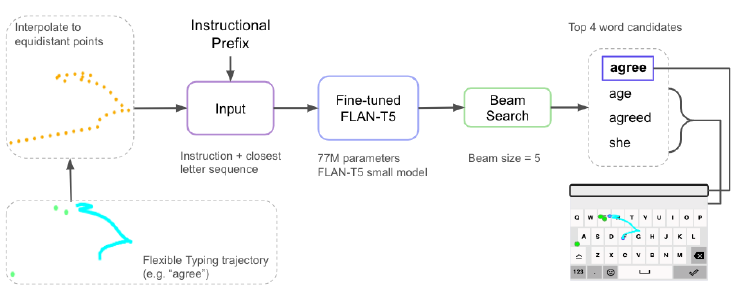 Interpolate to
equidistant points
Instructional
Prefix
Top 4 word candidates
Input
Fine-tuned
FLAN-T5
Beam
Search
agree
age
agreed
she
Instruction + closest
letter sequence
77M parameters
FLAN-T5 small model
Beam size = 5
Flexible Typing trajectory
(e.g. “agree”)
Q W R T Y U I O P
A S D G H J K L
Z X C V B N M
123 .